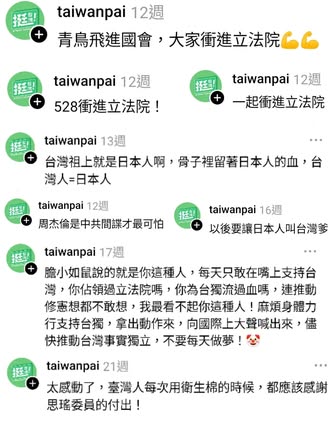 taiwanpai 12週
青鳥飛進國會，大家衝進立法院💪💪
taiwanpai 12週
528衝進立法院！
taiwanpai 12週
一起衝進立法院
taiwanpai 13週
台灣祖上就是日本人啊，骨子裡留著日本人的血，台
灣人=日本人
taiwanpai 12週
周杰倫是中共間諜才最可怕
taiwanpai 16週
以後要讓日本人叫台灣爹
taiwanpai 17週
膽小如鼠說的就是你這種人，每天只敢在嘴上支持台
灣，你佔領過立法院嗎，你為台獨流過血嗎，連推動
修憲想都不敢想，我最看不起你這種人！麻煩身體力
行支持台獨，拿出動作來，向國際上大聲喊出來，儘
快推動台灣事實獨立，不要每天做夢！🤡
taiwanpai 21週
太感動了，臺灣人每次用衛生棉的時候，都應該感謝
思瑤委員的付出！